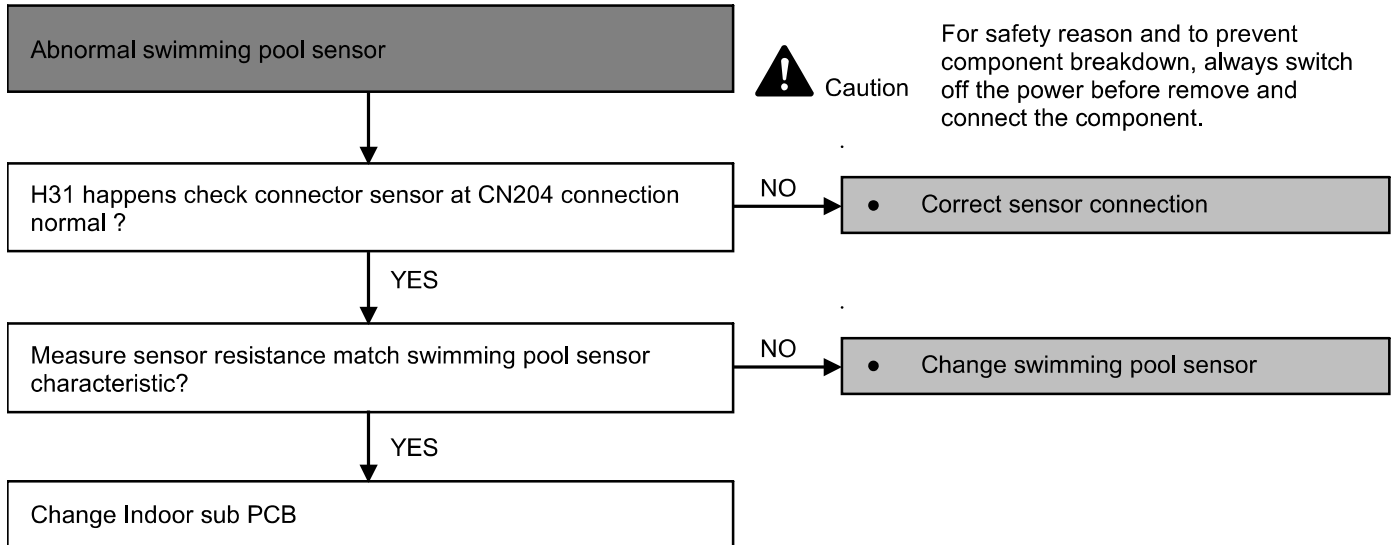 Abnormal swimming pool sensor
Caution
For safety reason and to prevent
component breakdown, always switch
off the power before remove and
connect the component.
H31 happens check connector sensor at CN204 connection
normal ?
NO
• Correct sensor connection
YES
Measure sensor resistance match swimming pool sensor
characteristic?
NO
• Change swimming pool sensor
YES
Change Indoor sub PCB